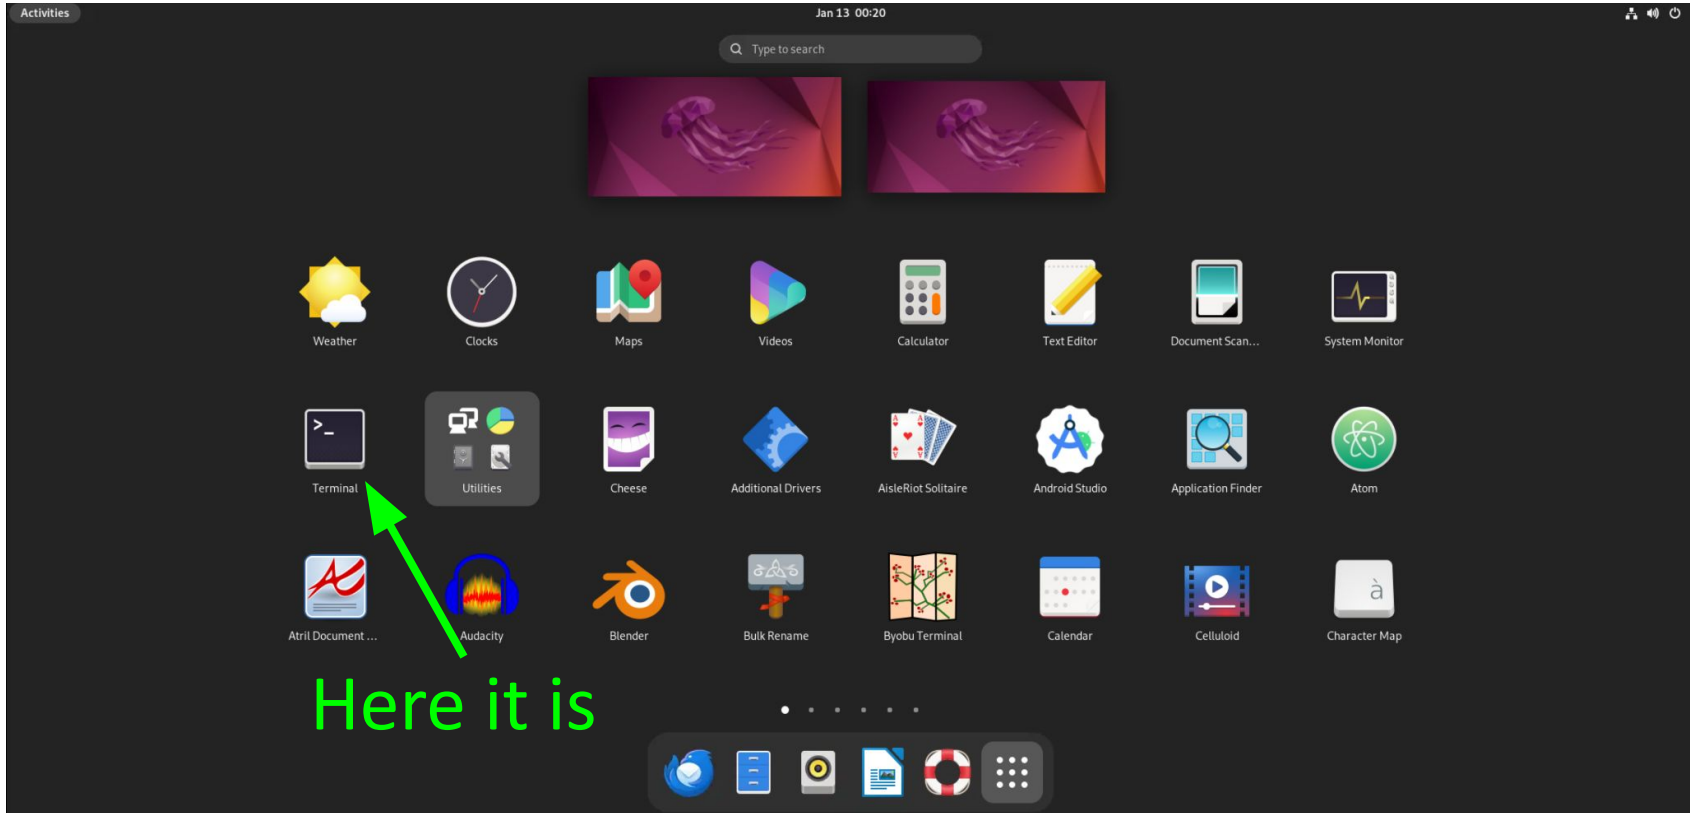 Activities
Jan 13 00:20
Type to search
Weather
Clocks
Maps
Videos
Calculator
Text Editor
Document Scan...
System Monitor
>_
Terminal
Utilities
Cheese
Additional Drivers
A
A
AisleRiot Solitaire
Android Studio
Application Finder
Atom
Atril Document ...
Audacity
Blender
Bulk Rename
Byobu Terminal
Calendar
Celluloid
à
Character Map
Here it is